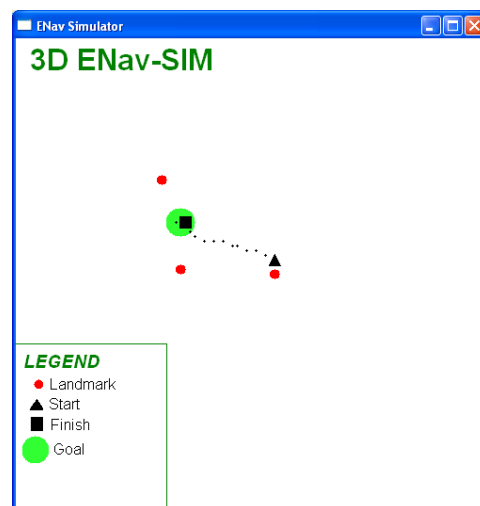 ENav Simulator
3D ENav-SIM
LEGEND
Landmark
Start
Finish
Goal